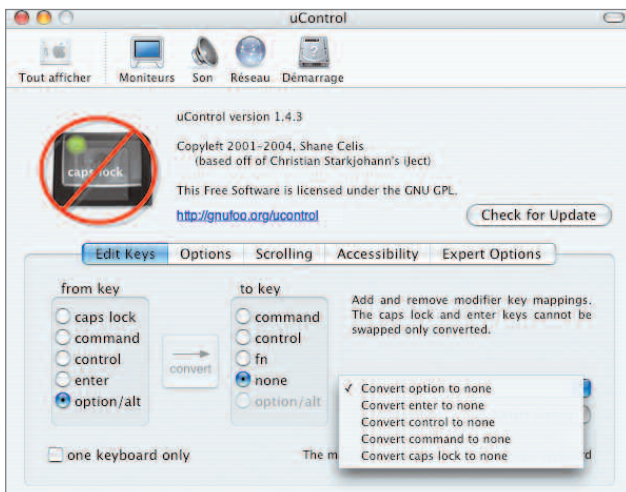 uControl
Tout afficher
Moniteurs
Son
Réseau
Démarrage
uControl version 1.4.3
Copyleft 2001-2004, Shane Celis
(based off of Christian Starkjohann's iJect)
caps lock
This Free Software is licensed under the GNU GPL.
http://gnufoo.org/ucontrol
Check for Update
Edit Keys
Options
Scrolling
Accessibility
Expert Options
from key
caps lock
command
control
enter
option/alt
convert
to key
command
control
fn
none
option/alt
Add and remove modifier key mappings.
The caps lock and enter keys cannot be
swapped only converted.
✓ Convert option to none
Convert enter to none
Convert control to none
Convert command to none
Convert caps lock to none
one keyboard only
The